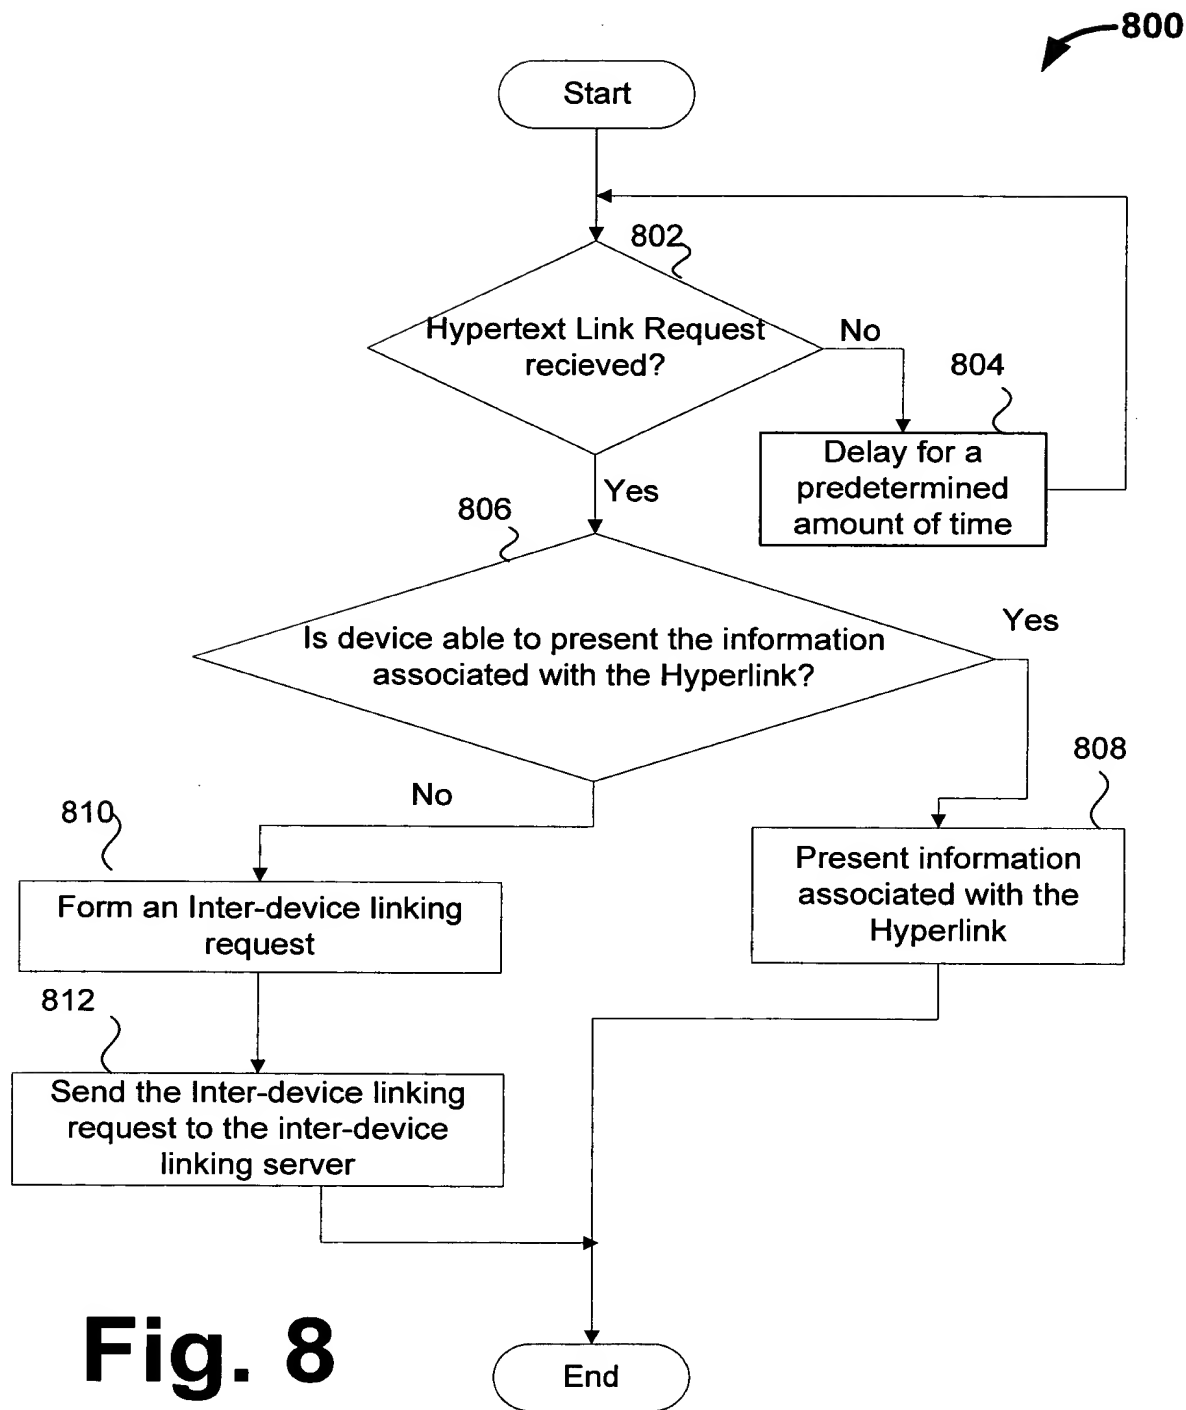 800
Start
802
Hypertext Link Request
recieved?
No
804
Delay for a
predetermined
amount of time
Yes
806
Is device able to present the information
associated with the Hyperlink?
Yes
No
808
810
Present information
associated with the
Hyperlink
Form an Inter-device linking
request
812
Send the Inter-device linking
request to the inter-device
linking server
Fig. 8
End